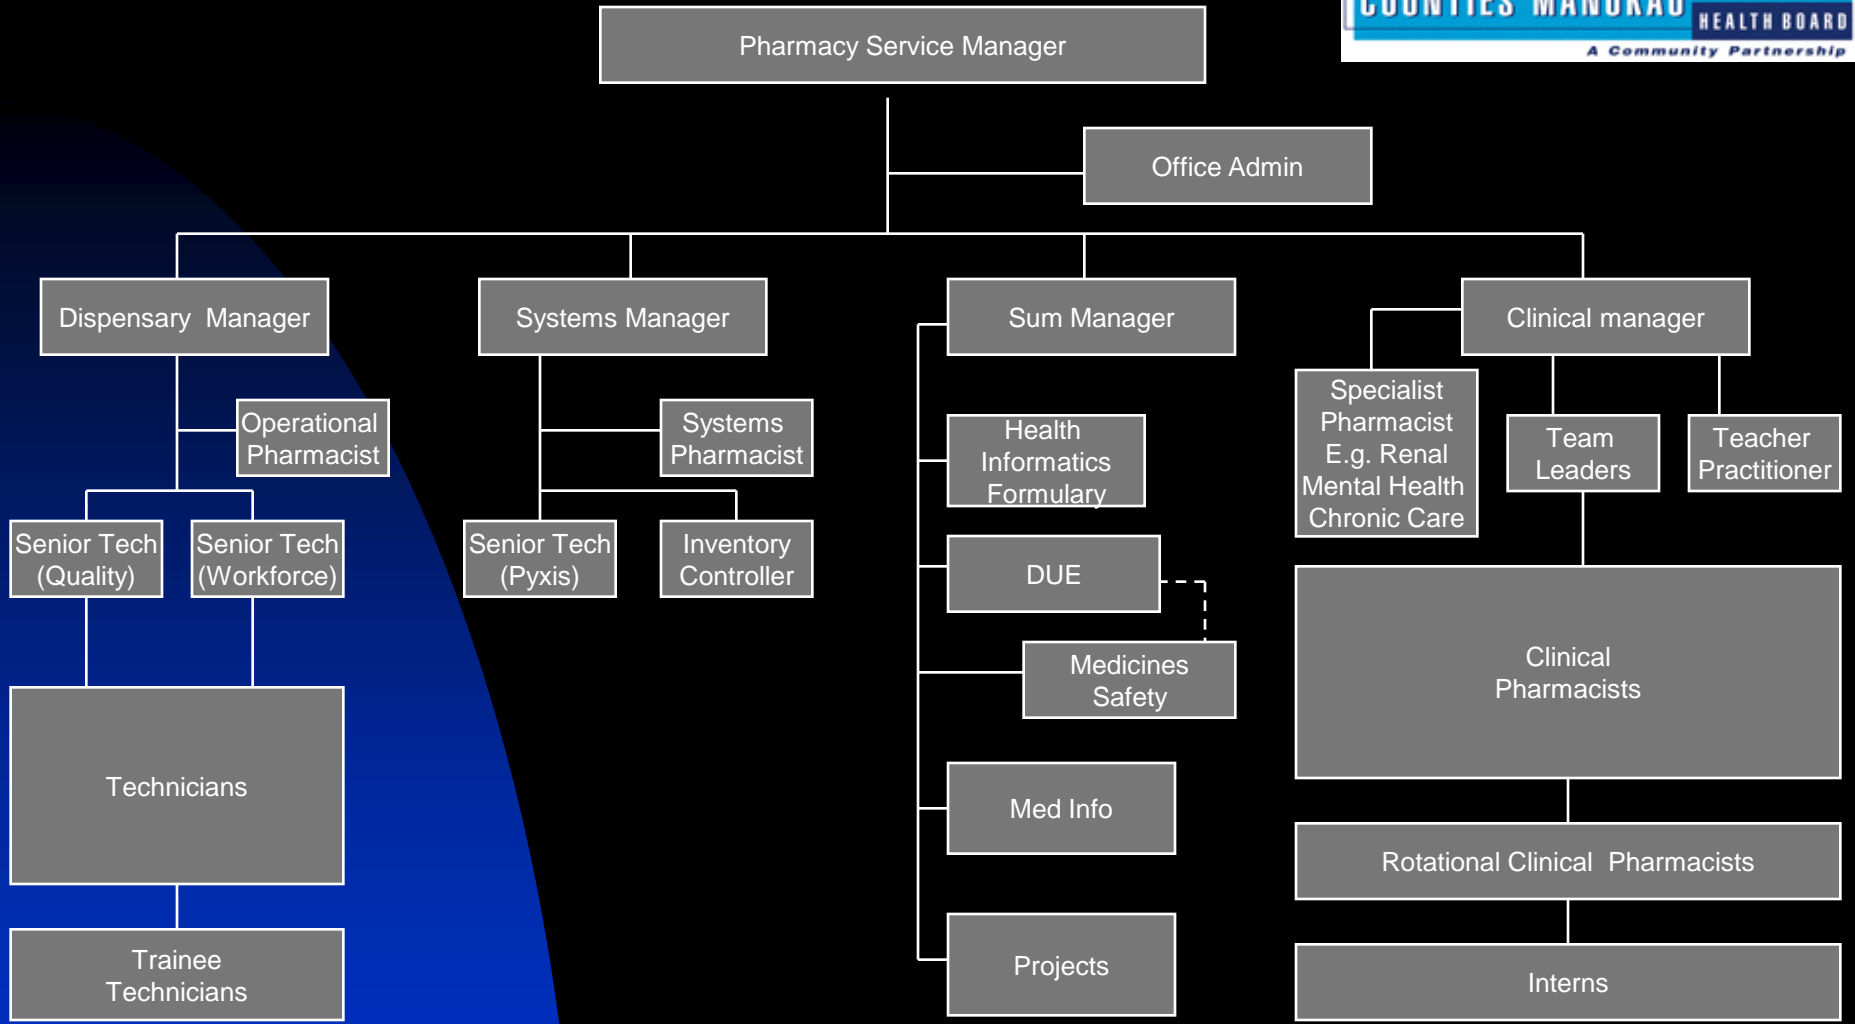 COUNTIES MANUKAU
HEALTH BOARD
A Community Partnership
Pharmacy Service Manager
Office Admin
Dispensary Manager
Systems Manager
Sum Manager
Clinical manager
Operational
Pharmacist
Systems
Pharmacist
Health
Informatics
Formulary
Specialist
Pharmacist
E.g. Renal
Mental Health
Chronic Care
Team
Leaders
Teacher
Practitioner
Senior Tech
(Quality)
Senior Tech
(Workforce)
Senior Tech
(Pyxis)
Inventory
Controller
DUE
Medicines
Safety
Clinical
Pharmacists
Technicians
Med Info
Rotational Clinical Pharmacists
Trainee
Technicians
Projects
Interns